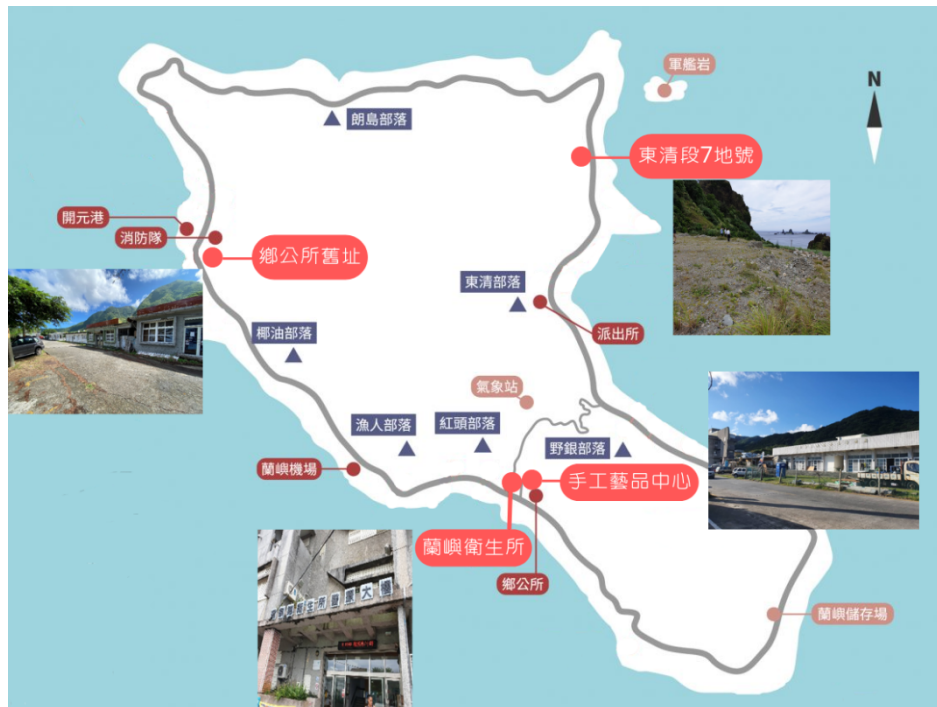 軍艦岩
N
朗島部落
東清段7地號
開元港
消防隊
鄉公所舊址
東清部落
派出所
椰油部落
氣象站
漁人部落
紅頭部落
野銀部落
蘭嶼機場
手工藝品中心
蘭嶼衛生所
鄉公所
蘭嶼儲存場